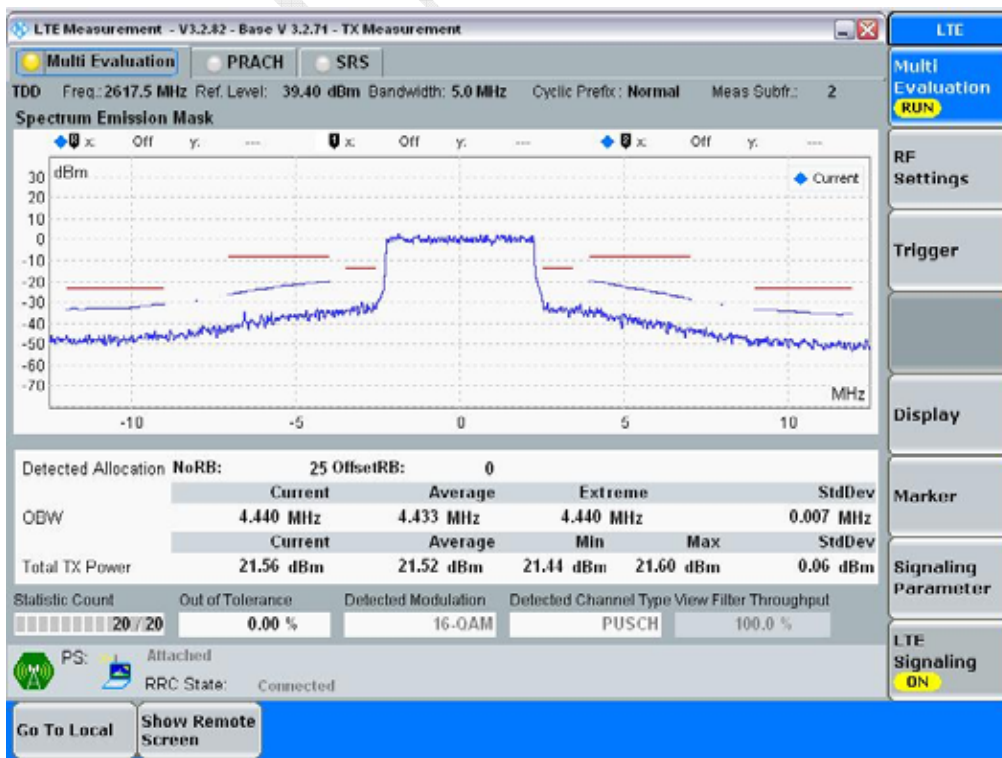 LTE Measurement - V3.2.82 - Base V 3.2.71 - TX Measurement
LTE
Multi Evaluation
PRACH
SRS
Multi
Evaluation
RUN
TDD Freq.: 2617.5 MHz Ref. Level: 39.40 dBm Bandwidth: 5.0 MHz Cyclic Prefix: Normal Meas Subfr.: 2
Spectrum Emission Mask
x: Off y: --- 1 x: Off y: --- x: Off y: ---
dBm
Current
30
20
10
0
-10
-20
-30
-40
-50
-60
-70
MHz
-10 -5 0 5 10
RF
Settings
Trigger
Display
Marker
Signaling
Parameter
LTE
Signaling
ON
Detected Allocation NoRB: 25 OffsetRB: 0
Current Average Extreme StdDev
OBW 4.440 MHz 4.433 MHz 4.440 MHz 0.007 MHz
Current Average Min Max StdDev
Total TX Power 21.56 dBm 21.52 dBm 21.44 dBm 21.60 dBm 0.06 dBm
Statistic Count Out of Tolerance Detected Modulation Detected Channel Type View Filter Throughput
20 / 20 0.00 % 16-QAM PUSCH 100.0 %
PS: Attached
RRC State: Connected
Go To Local
Show Remote
Screen